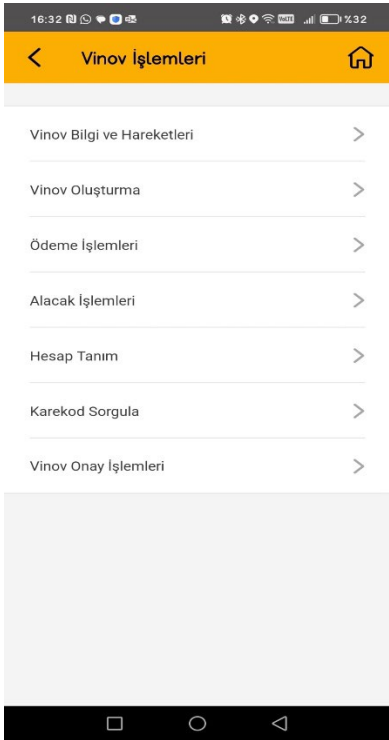 16:32 %32
Vinov İşlemleri
Vinov Bilgi ve Hareketleri
Vinov Oluşturma
Ödeme İşlemleri
Alacak İşlemleri
Hesap Tanım
Karekod Sorgula
Vinov Onay İşlemleri